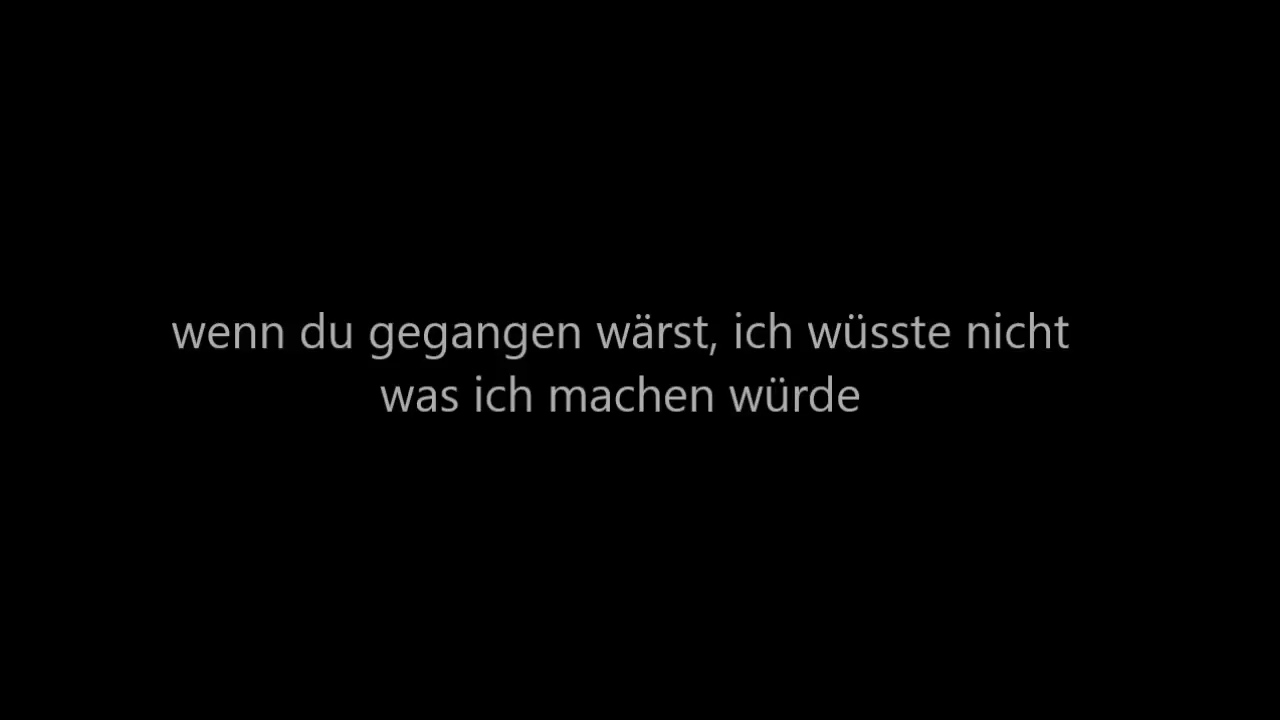 wenn du gegangen wärst, ich wüsste nicht
was ich machen würde